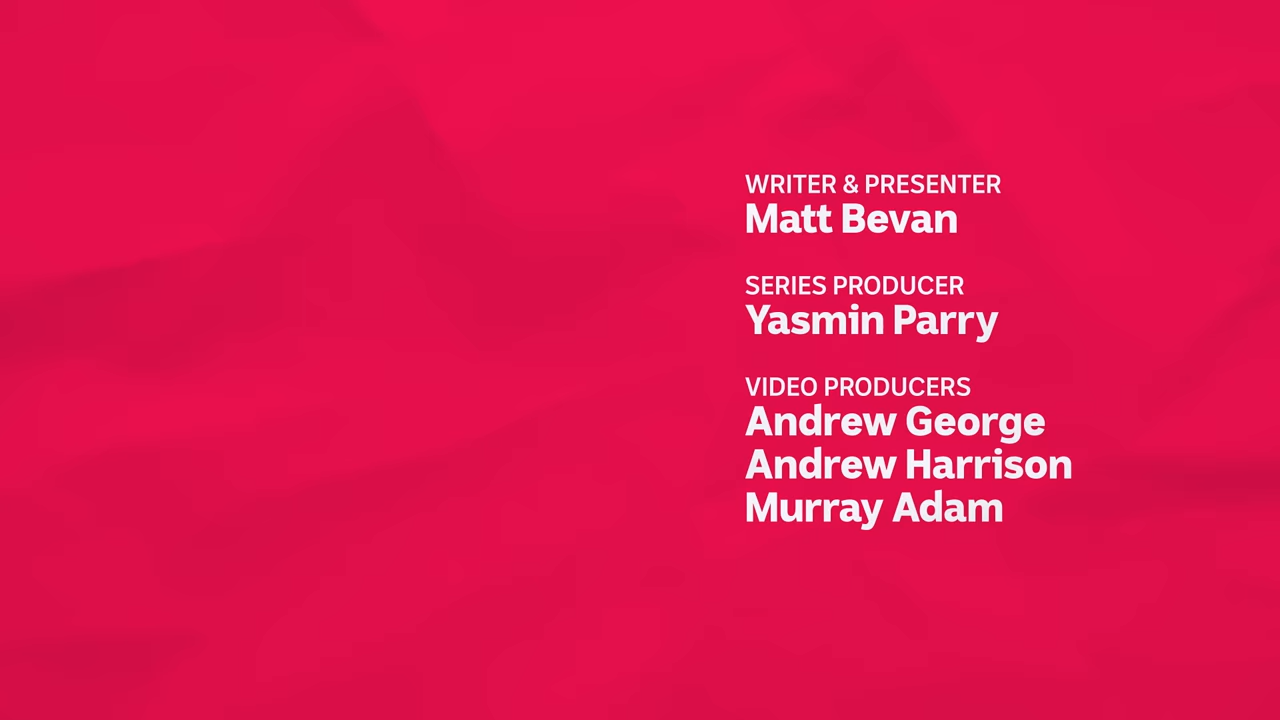 WRITER & PRESENTER
Matt Bevan
SERIES PRODUCER
Yasmin Parry
VIDEO PRODUCERS
Andrew George
Andrew Harrison
Murray Adam